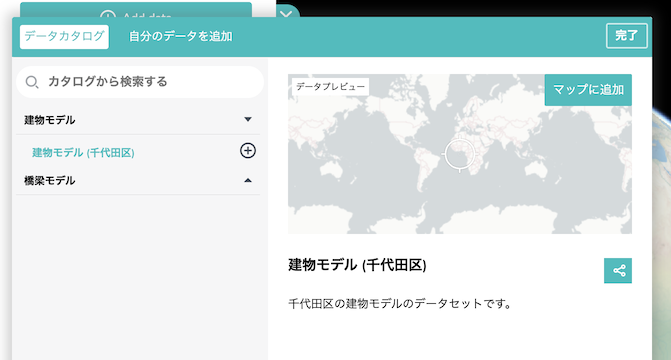 Add data
データカタログ
自分のデータを追加
完了
カタログから検索する
建物モデル
建物モデル (千代田区)
橋梁モデル
データプレビュー
マップに追加
建物モデル (千代田区)
千代田区の建物モデルのデータセットです。